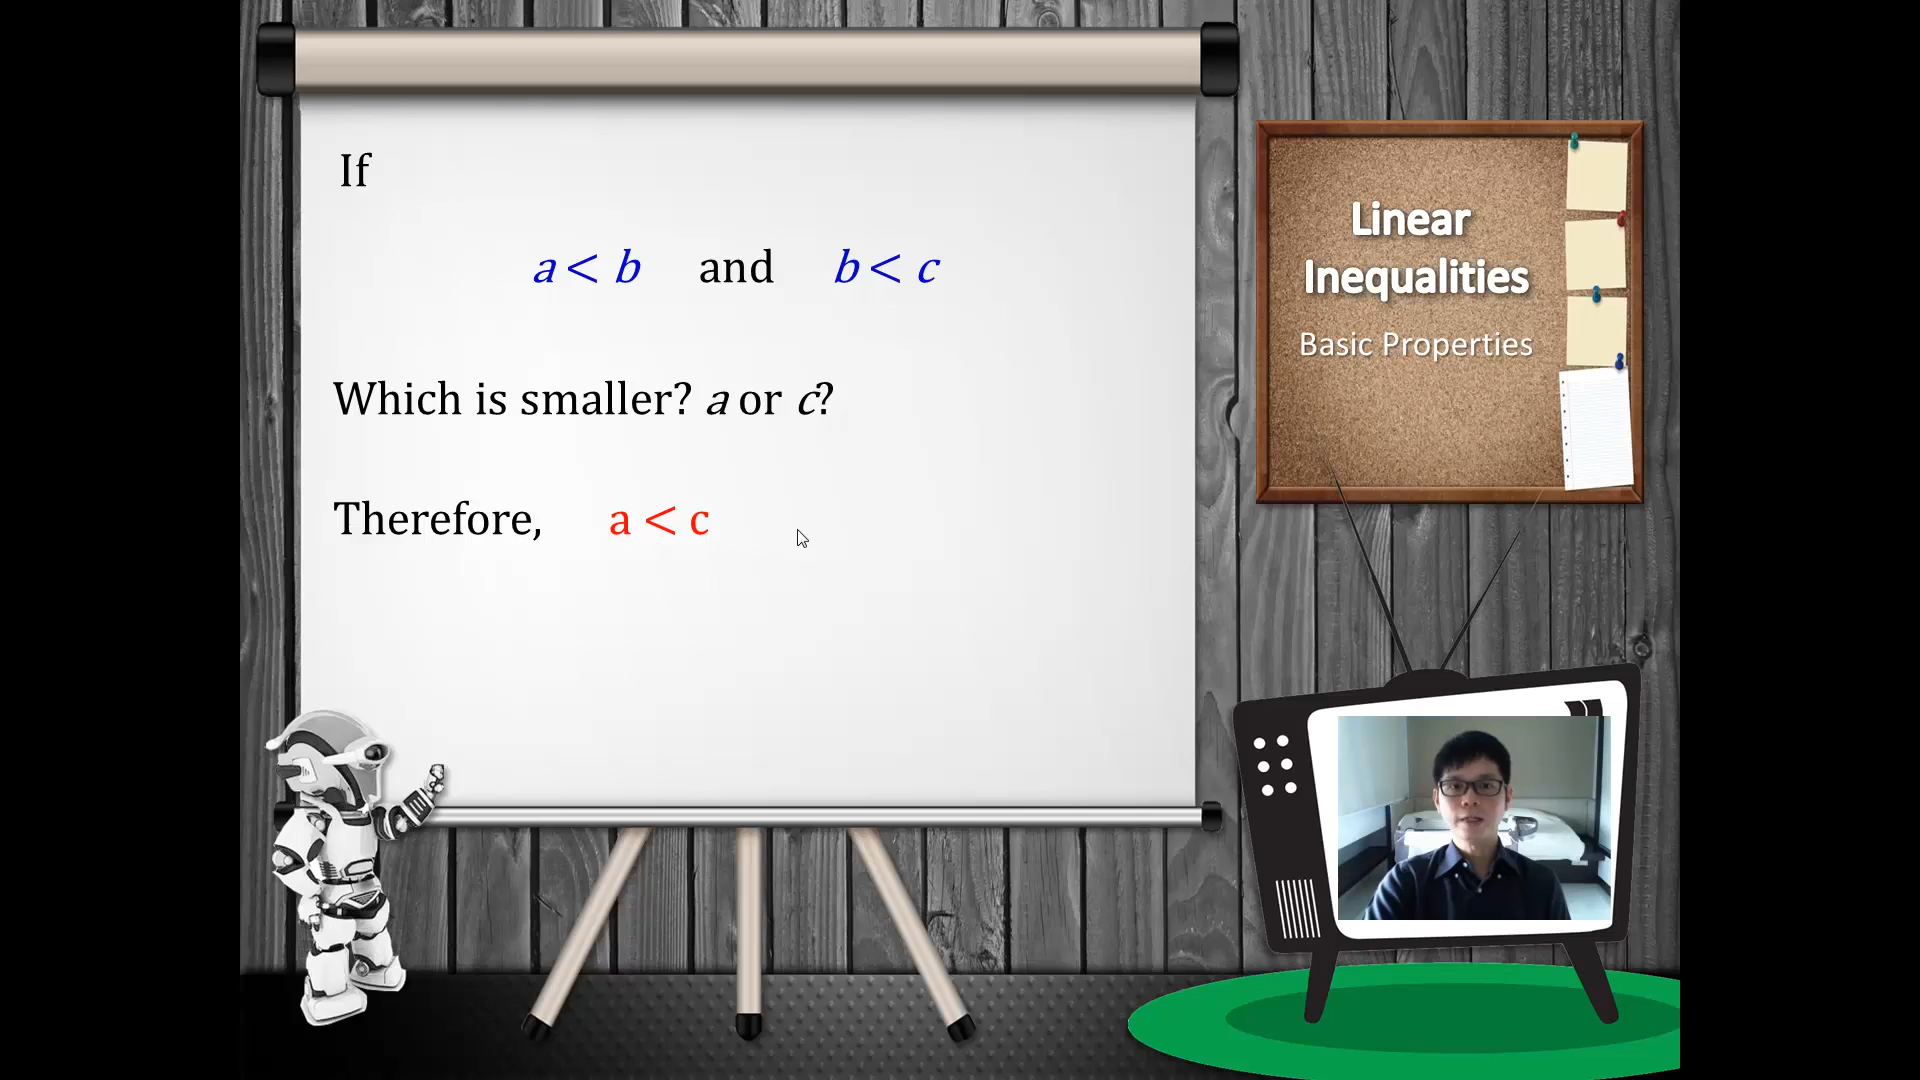 If
a < b and b < c
Which is smaller? a or c?
Therefore, a < c
Linear
Inequalities
Basic Properties